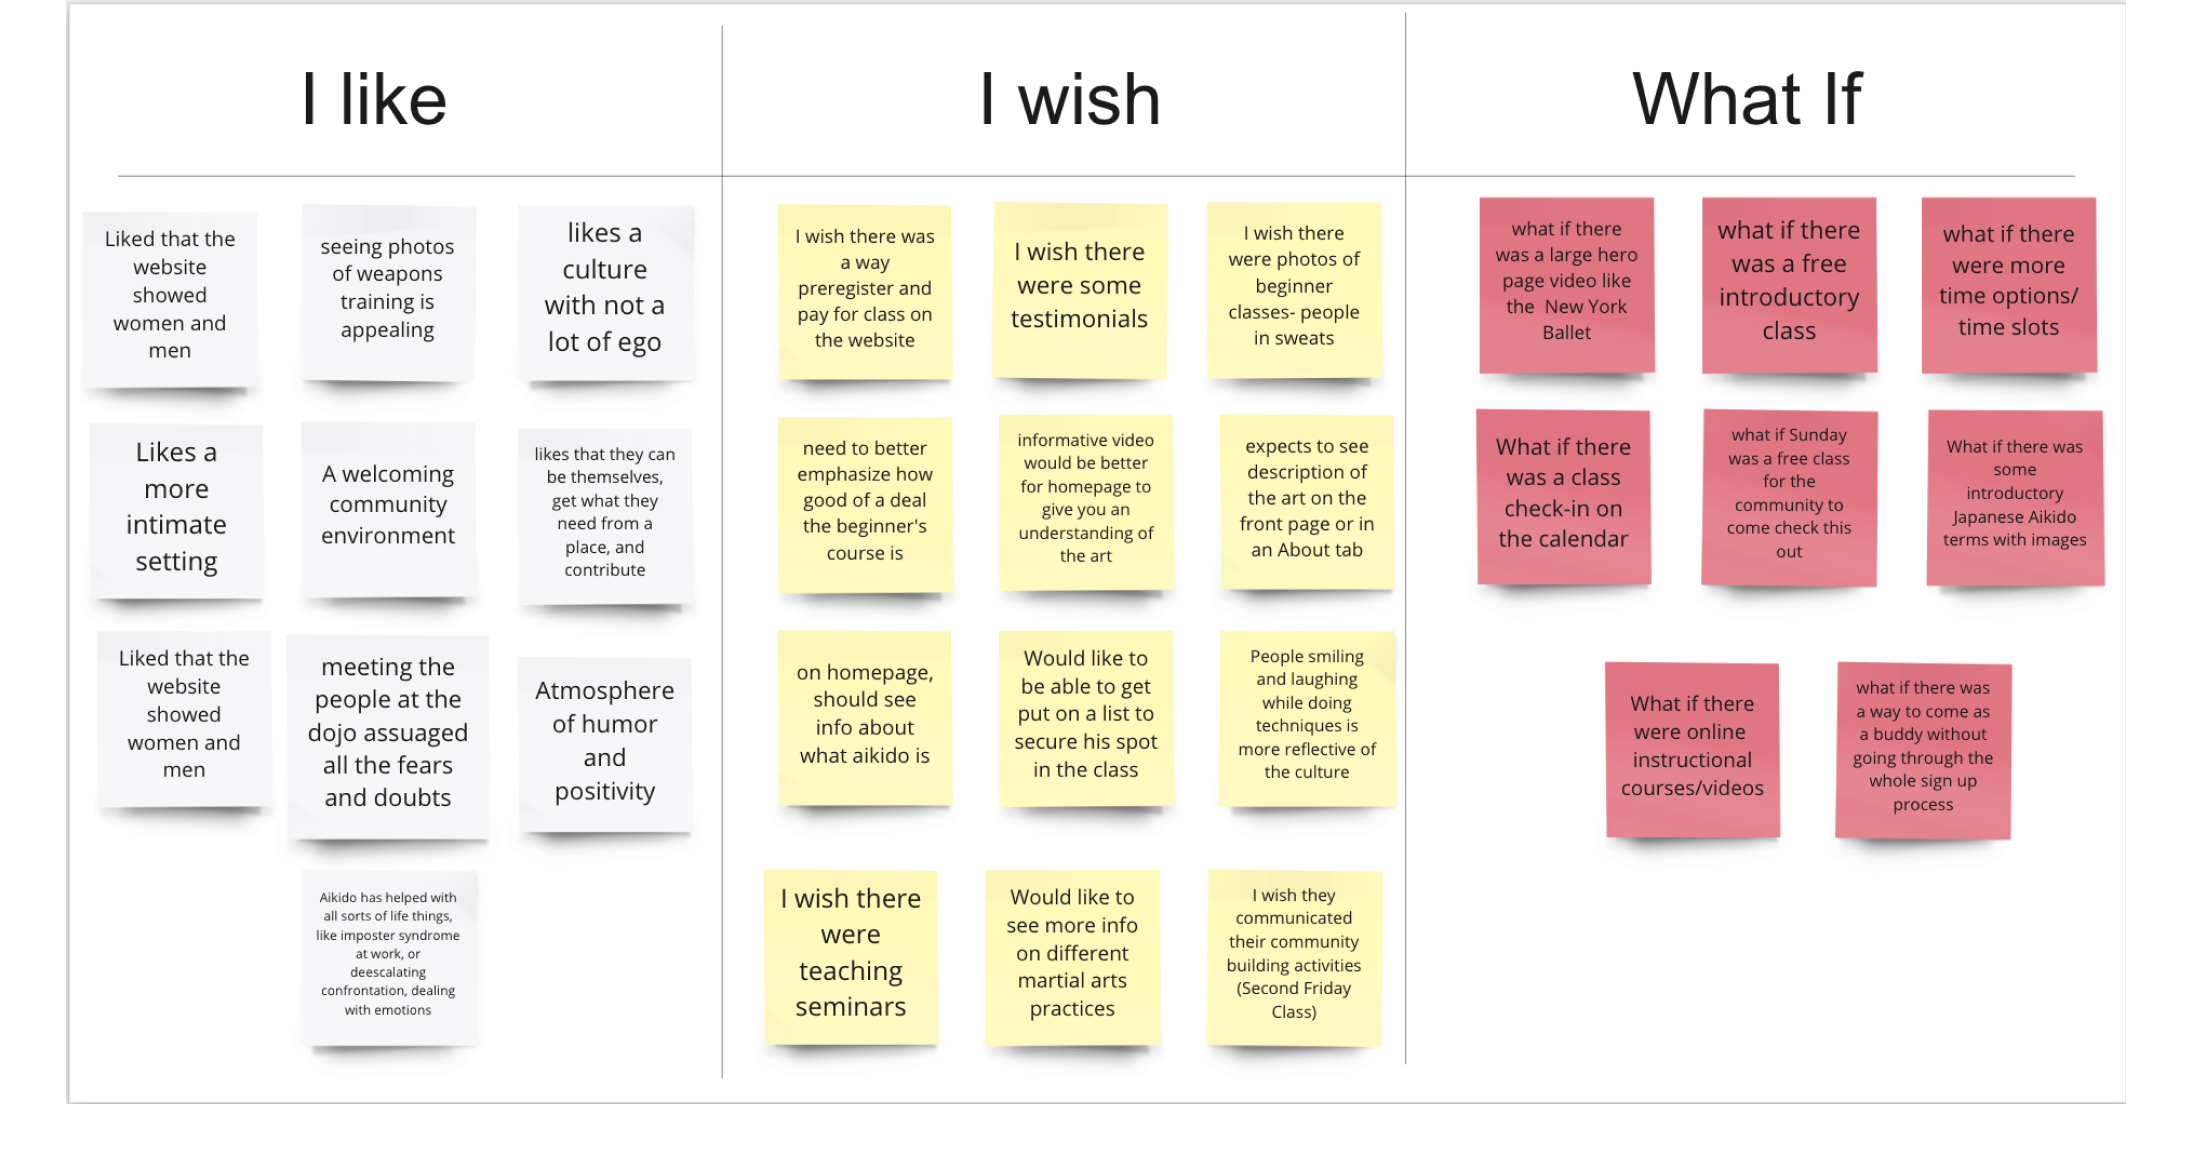 I like
I wish
What If
Liked that the
website
showed
women and
men
seeing photos
of weapons
training is
appealing
likes a
culture
with not a
lot of ego
Likes a
more
intimate
setting
A welcoming
community
environment
likes that they can
be themselves,
get what they
need from a
place, and
contribute
Liked that the
website
showed
women and
men
meeting the
people at the
dojo assuaged
all the fears
and doubts
Atmosphere
of humor
and
positivity
Aikido has helped with
all sorts of life things,
like imposter syndrome
at work, or
deescalating
confrontation, dealing
with emotions
I wish there was
a way
preregister and
pay for class on
the website
I wish there
were some
testimonials
I wish there
were photos of
beginner
classes- people
in sweats
need to better
emphasize how
good of a deal
the beginner's
course is
informative video
would be better
for homepage to
give you an
understanding of
the art
expects to see
description of
the art on the
front page or in
an About tab
on homepage,
should see
info about
what aikido is
Would like to
be able to get
put on a list to
secure his spot
in the class
People smiling
and laughing
while doing
techniques is
more reflective of
the culture
I wish there
were
teaching
seminars
Would like to
see more info
on different
martial arts
practices
I wish they
communicated
their community
building activities
(Second Friday
Class)
what if there
was a large hero
page video like
the New York
Ballet
what if there
was a free
introductory
class
what if there
were more
time options/
time slots
What if there
was a class
check-in on
the calendar
what if Sunday
was a free class
for the
community to
come check this
out
What if there was
some
introductory
Japanese Aikido
terms with images
What if there
were online
instructional
courses/videos
what if there was
a way to come as
a buddy without
going through the
whole sign up
process